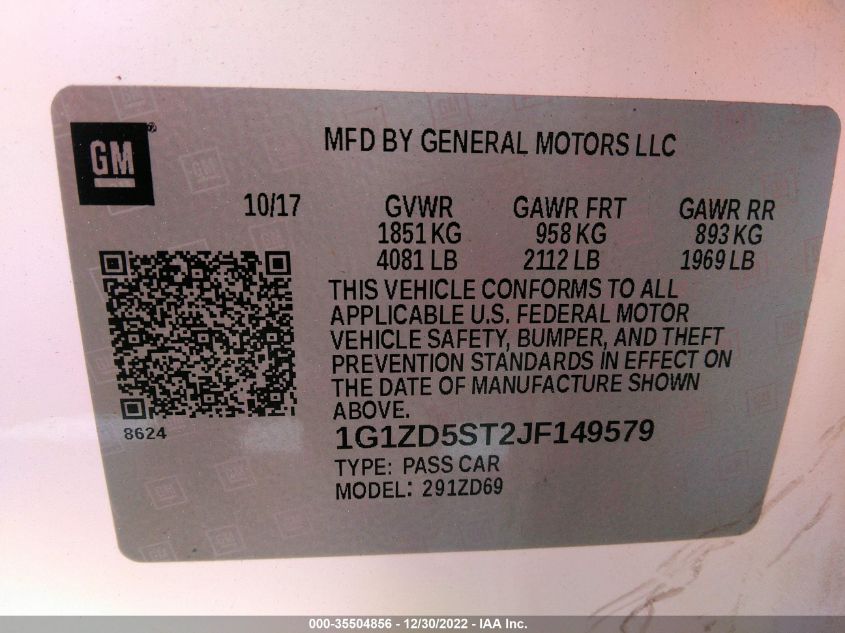 GM
®
MFD BY GENERAL MOTORS LLC
10/17 GVWR GAWR FRT GAWR RR
1851 KG 958 KG 893 KG
4081 LB 2112 LB 1969 LB
THIS VEHICLE CONFORMS TO ALL
APPLICABLE U.S. FEDERAL MOTOR
VEHICLE SAFETY, BUMPER, AND THEFT
PREVENTION STANDARDS IN EFFECT ON
THE DATE OF MANUFACTURE SHOWN
ABOVE.
8624
1G1ZD5ST2JF149579
TYPE: PASS CAR
MODEL: 291ZD69
000-35504856 - 12/30/2022 - IAA Inc.